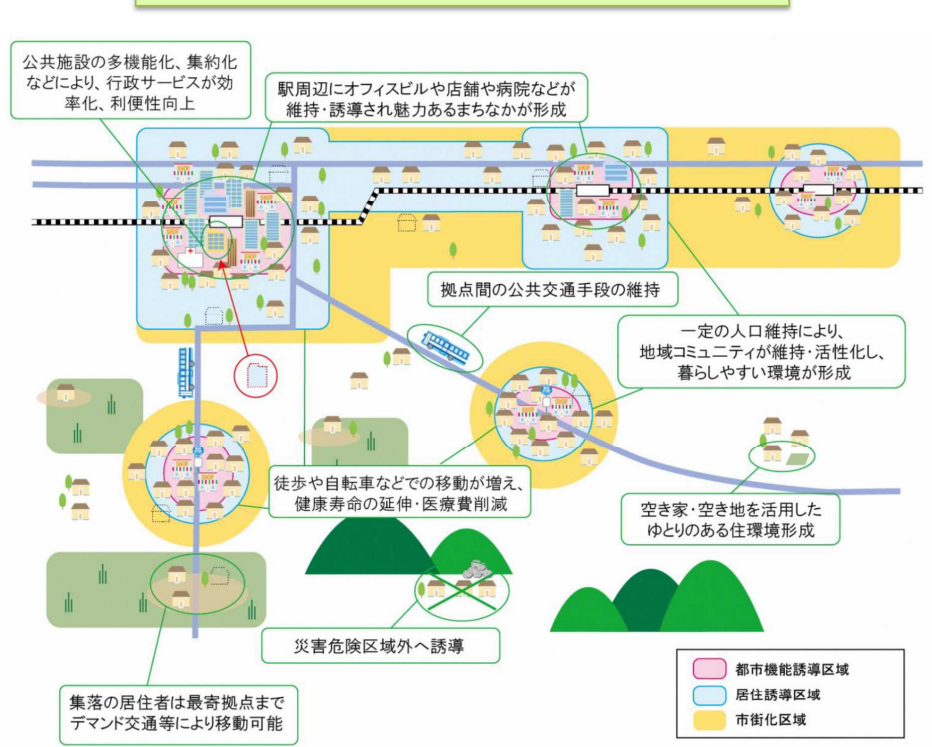 公共施設の多機能化、集約化
などにより、行政サービスが効
率化、利便性向上
駅周辺にオフィスビルや店舗や病院などが
維持・誘導され魅力あるまちなかが形成
拠点間の公共交通手段の維持
一定の人口維持により、
地域コミュニティが維持・活性化し、
暮らしやすい環境が形成
徒歩や自転車などでの移動が増え、
健康寿命の延伸・医療費削減
空き家・空き地を活用した
ゆとりのある住環境形成
災害危険区域外へ誘導
集落の居住者は最寄拠点まで
デマンド交通等により移動可能
都市機能誘導区域
居住誘導区域
市街化区域